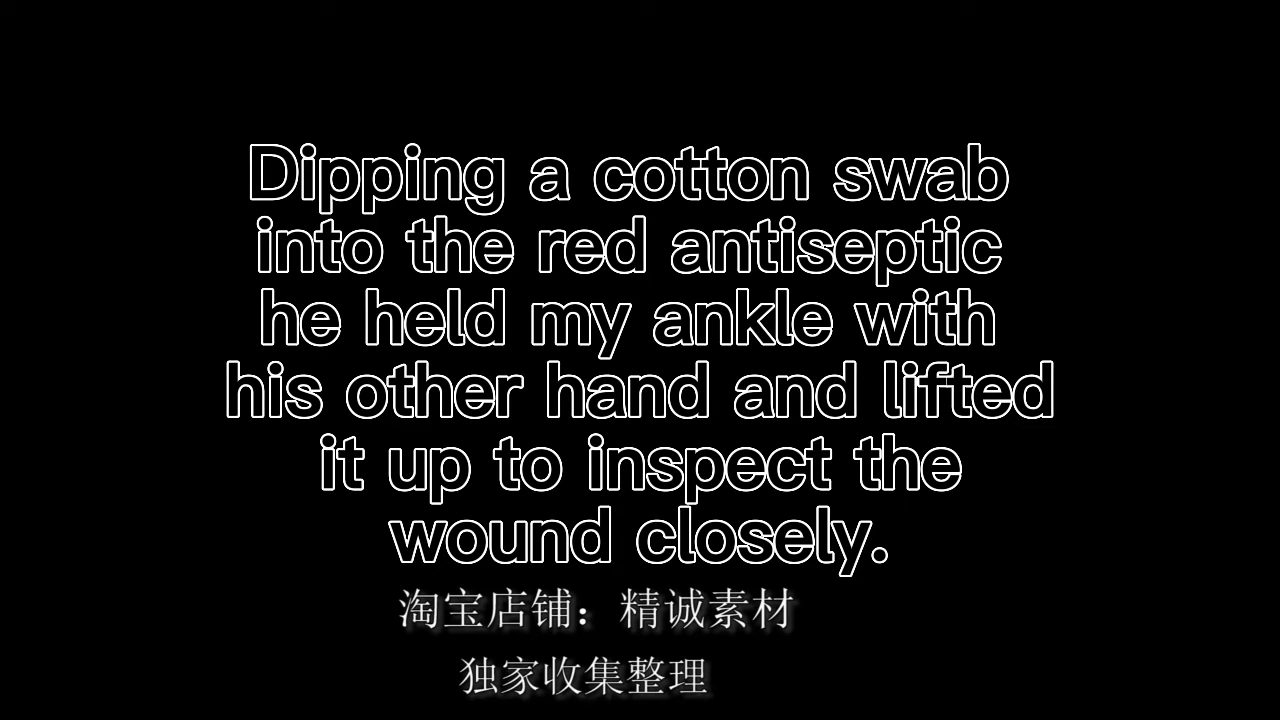 Dipping a cotton swab
into the red antiseptic
he held my ankle with
his other hand and lifted
it up to inspect the
wound closely.
淘宝店铺：精诚素材
独家收集整理